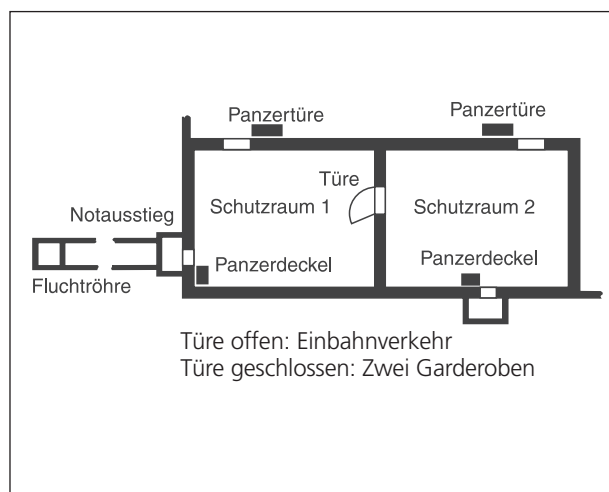 Panzertüre
Panzertüre
Türe
Notausstieg
Schutzraum 1
Schutzraum 2
Panzerdeckel
Panzerdeckel
Fluchtröhre
Türe offen: Einbahnverkehr
Türe geschlossen: Zwei Garderoben